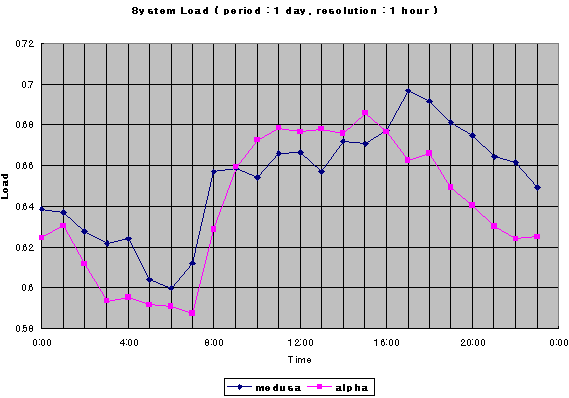 System Load ( period : 1 day, resolution : 1 hour )
0.72
0.7
0.68
0.66
0.64
0.62
0.6
0.58
Load
0:00 4:00 8:00 12:00 16:00 20:00 0:00
Time
medusa alpha